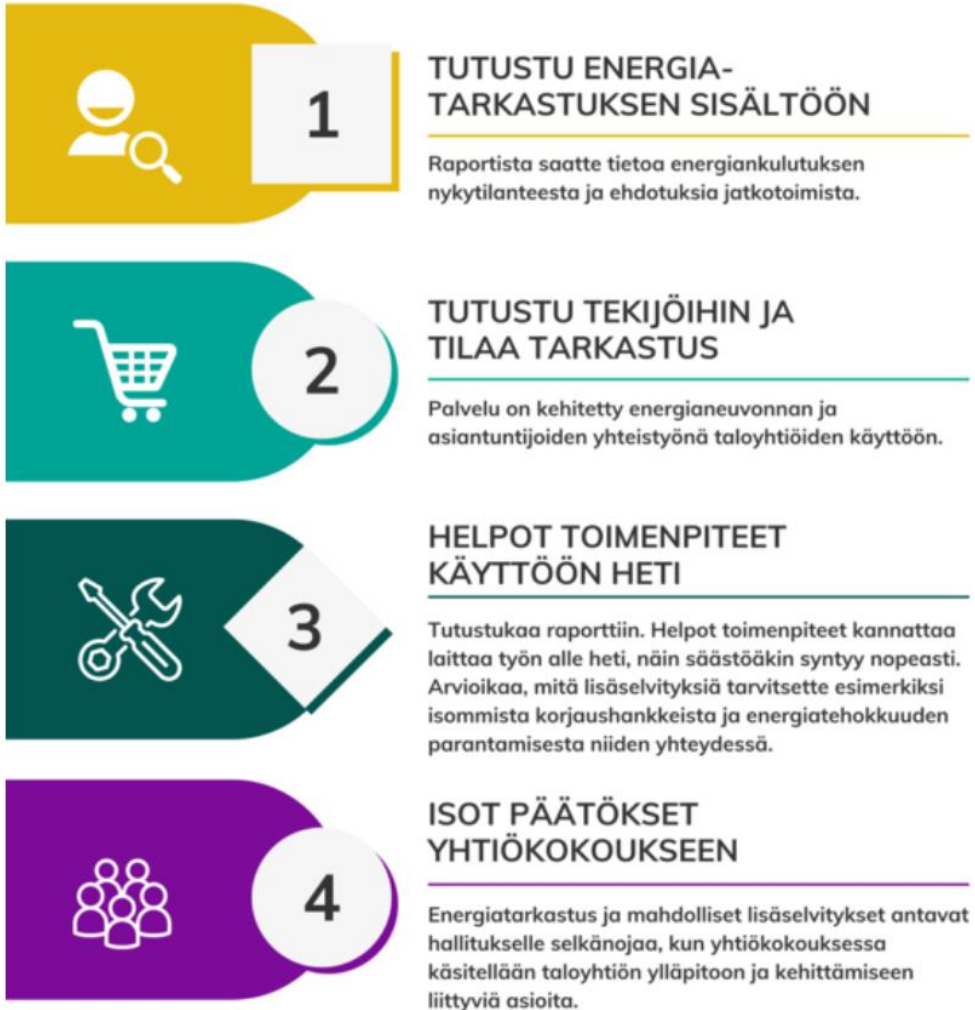 1
TUTUSTU ENERGIA-
TARKASTUKSEN SISÄLTÖÖN
Raportista saatte tietoa energiankulutuksen
nykytilanteesta ja ehdotuksia jatkotoimista.
2
TUTUSTU TEKIJÖIHIN JA
TILAA TARKASTUS
Palvelu on kehitetty energianeuvonnan ja
asiantuntijoiden yhteistyönä taloyhtiöiden käyttöön.
3
HELPOT TOIMENPITEET
KÄYTTÖÖN HETI
Tutustukaa raporttiin. Helpot toimenpiteet kannattaa
laittaa työn alle heti, näin säästöäkin syntyy nopeasti.
Arvioikaa, mitä lisäselvityksiä tarvitsette esimerkiksi
isommista korjaushankkeista ja energiatehokkuuden
parantamisesta niiden yhteydessä.
4
ISOT PÄÄTÖKSET
YHTIÖKOKOUKSEEN
Energiatarkastus ja mahdolliset lisäselvitykset antavat
hallitukselle selkänojaa, kun yhtiökokouksessa
käsitellään taloyhtiön ylläpitoon ja kehittämiseen
liittyviä asioita.